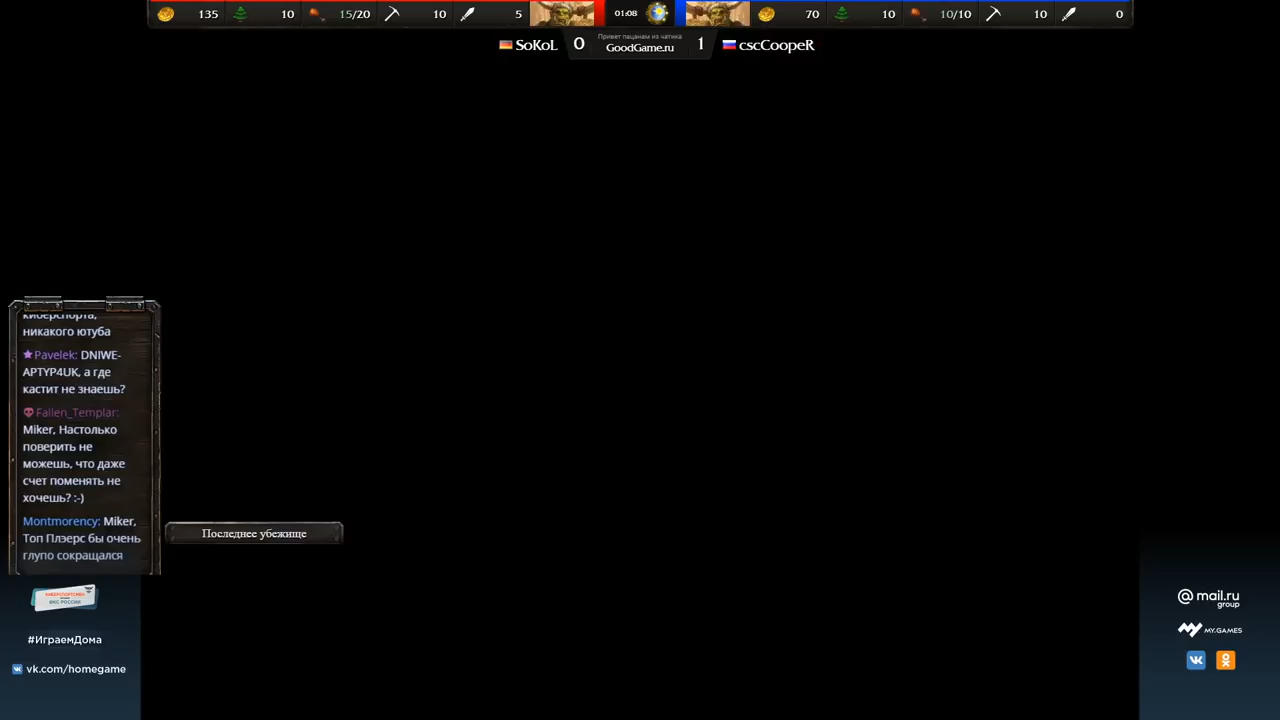 135 10 15/20 10 5 01:08 70 10 10/10 10 0
Привет пацанам из чатика
SoKoL 0 GoodGame.ru 1 cscCoopeR
киберспорта,
никакого ютуба
Pavelek: DNIWE-
APTYP4UK, а где
кастит не знаешь?
Fallen_Templar:
Miker, Настолько
поверить не
можешь, что даже
счет поменять не
хочешь? :-)
Montmorency: Miker,
Топ Плэерс бы очень
глупо сокращался
Последнее убежище
#ИграемДома
vk.com/homegame
@mail.ru
group
MY.GAMES